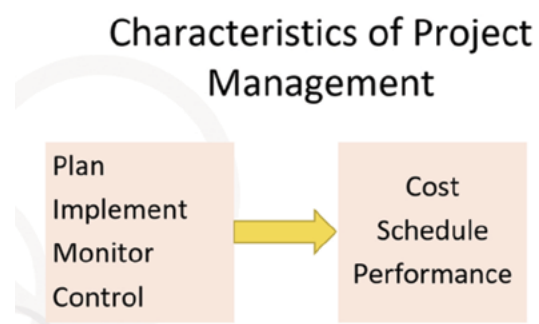 Characteristics of Project
Management
Plan
Implement
Monitor
Control
Cost
Schedule
Performance